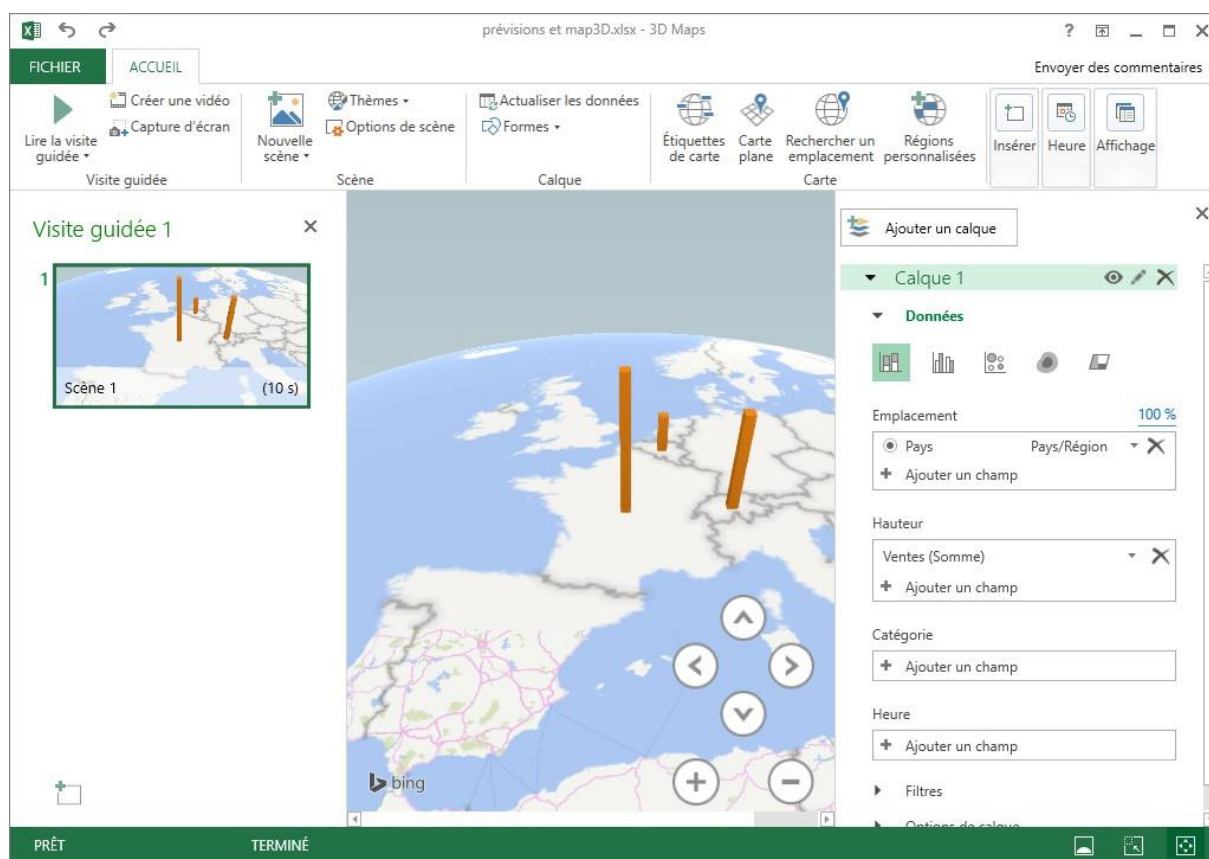 prévisions et map3D.xlsx - 3D Maps
?
FICHIER
ACCUEIL
Envoyer des commentaires
Lire la visite guidée
Créer une vidéo
Capture d'écran
Visite guidée
Nouvelle scène
Thèmes
Options de scène
Scène
Actualiser les données
Formes
Calque
Étiquettes de carte
Carte plane
Rechercher un emplacement
Régions personnalisées
Carte
Insérer
Heure
Affichage
Visite guidée 1
1
Scène 1 (10 s)
bing
Ajouter un calque
Calque 1
Données
Emplacement 100 %
Pays Pays/Région
Ajouter un champ
Hauteur
Ventes (Somme)
Ajouter un champ
Catégorie
Ajouter un champ
Heure
Ajouter un champ
Filtres
Options de calque
PRÊT
TERMINÉ